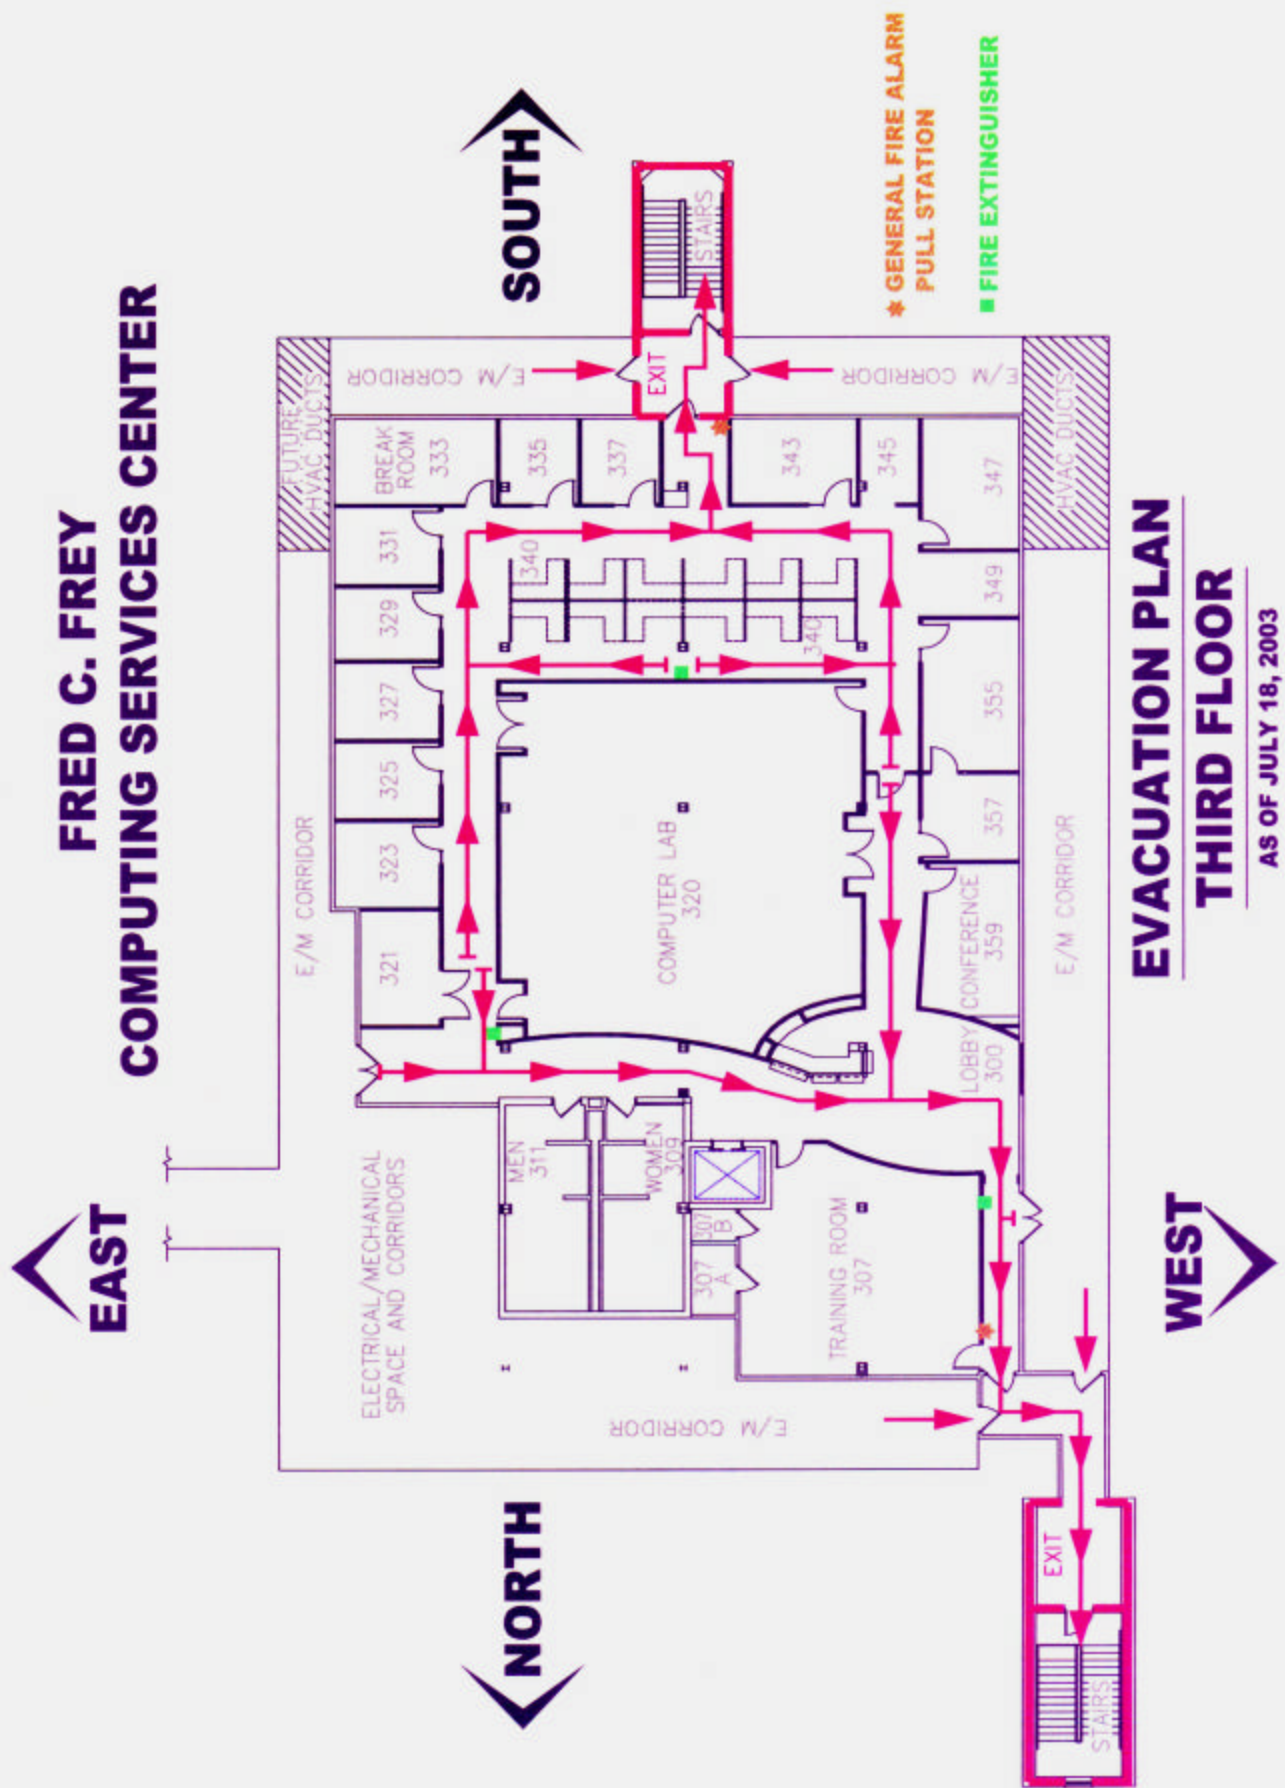 FRED C. FREY
COMPUTING SERVICES CENTER
EAST
SOUTH
NORTH
WEST
FUTURE
HVAC DUCTS
E/M CORRIDOR
E/M CORRIDOR
E/M CORRIDOR
ELECTRICAL/MECHANICAL
SPACE AND CORRIDORS
321
323
325
327
329
331
BREAK
ROOM
333
335
337
EXIT
STAIRS
340
340
MEN
311
WOMEN
309
307
B
307
A
COMPUTER LAB
320
TRAINING ROOM
307
E/M CORRIDOR
343
345
347
349
355
357
CONFERENCE
359
LOBBY
300
HVAC DUCTS
E/M CORRIDOR
EXIT
STAIRS
✱ GENERAL FIRE ALARM
PULL STATION
■ FIRE EXTINGUISHER
EVACUATION PLAN
THIRD FLOOR
AS OF JULY 18, 2003